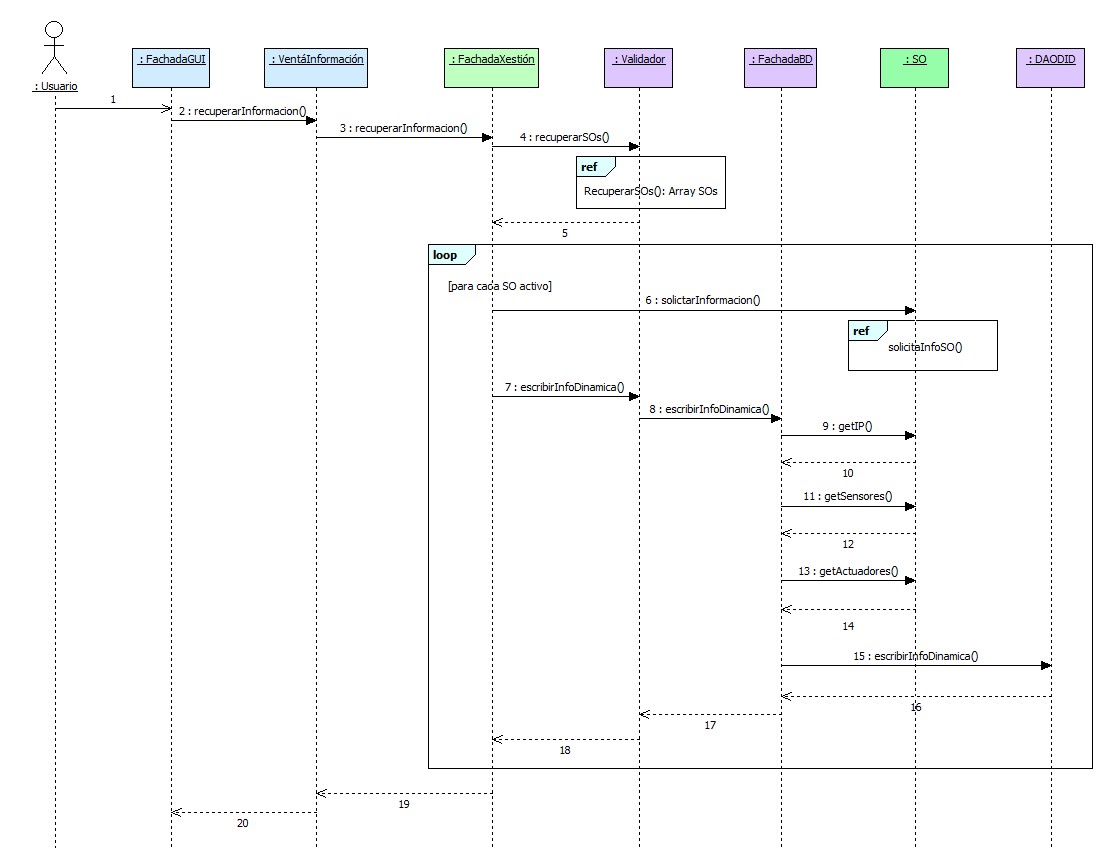 : FachadaGUI
: VentáInformación
: FachadaXestión
: Validador
: FachadaBD
: SO
: DAODID
: Usuario
1
2 : recuperarInformacion()
3 : recuperarInformacion()
4 : recuperarSOs()
ref
RecuperarSOs(): Array SOs
5
loop
[para cada SO activo]
6 : solictarInformacion()
ref
solicitaInfoSO()
7 : escribirInfoDinamica()
8 : escribirInfoDinamica()
9 : getIP()
10
11 : getSensores()
12
13 : getActuadores()
14
15 : escribirInfoDinamica()
16
17
18
19
20